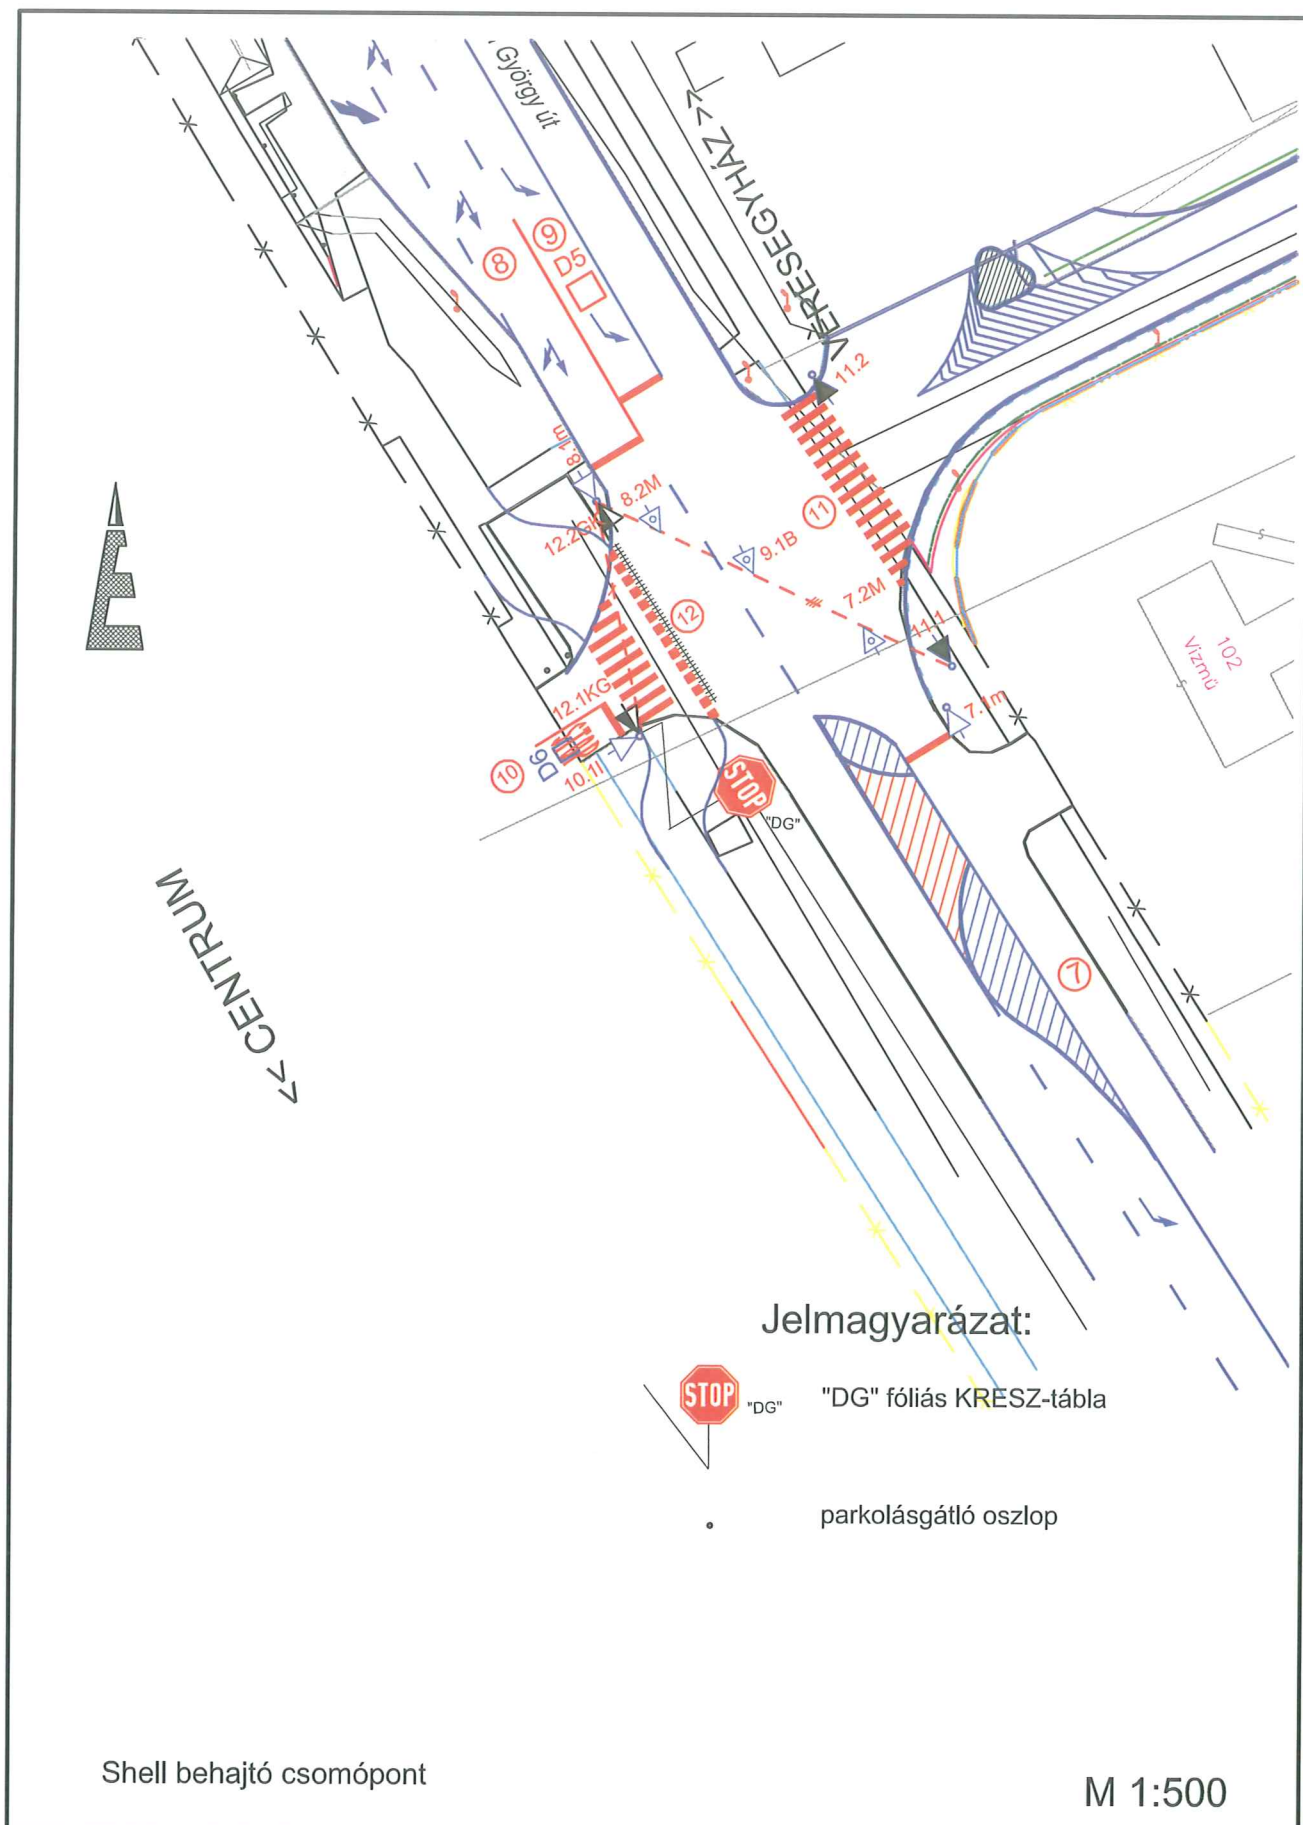 György út
VERESEGYHÁZ >>
9
D5
8
11.2
8.1m
8.2M
11
12.2GK
9.1B
7.2M
12
11.1
102
Vízmű
12.1KG
7.1m
D6
10
10.1I
STOP
"DG"
<< CENTRUM
7
Jelmagyarázat:
STOP "DG" "DG" fóliás KRESZ-tábla
parkolásgátló oszlop
Shell behajtó csomópont
M 1:500